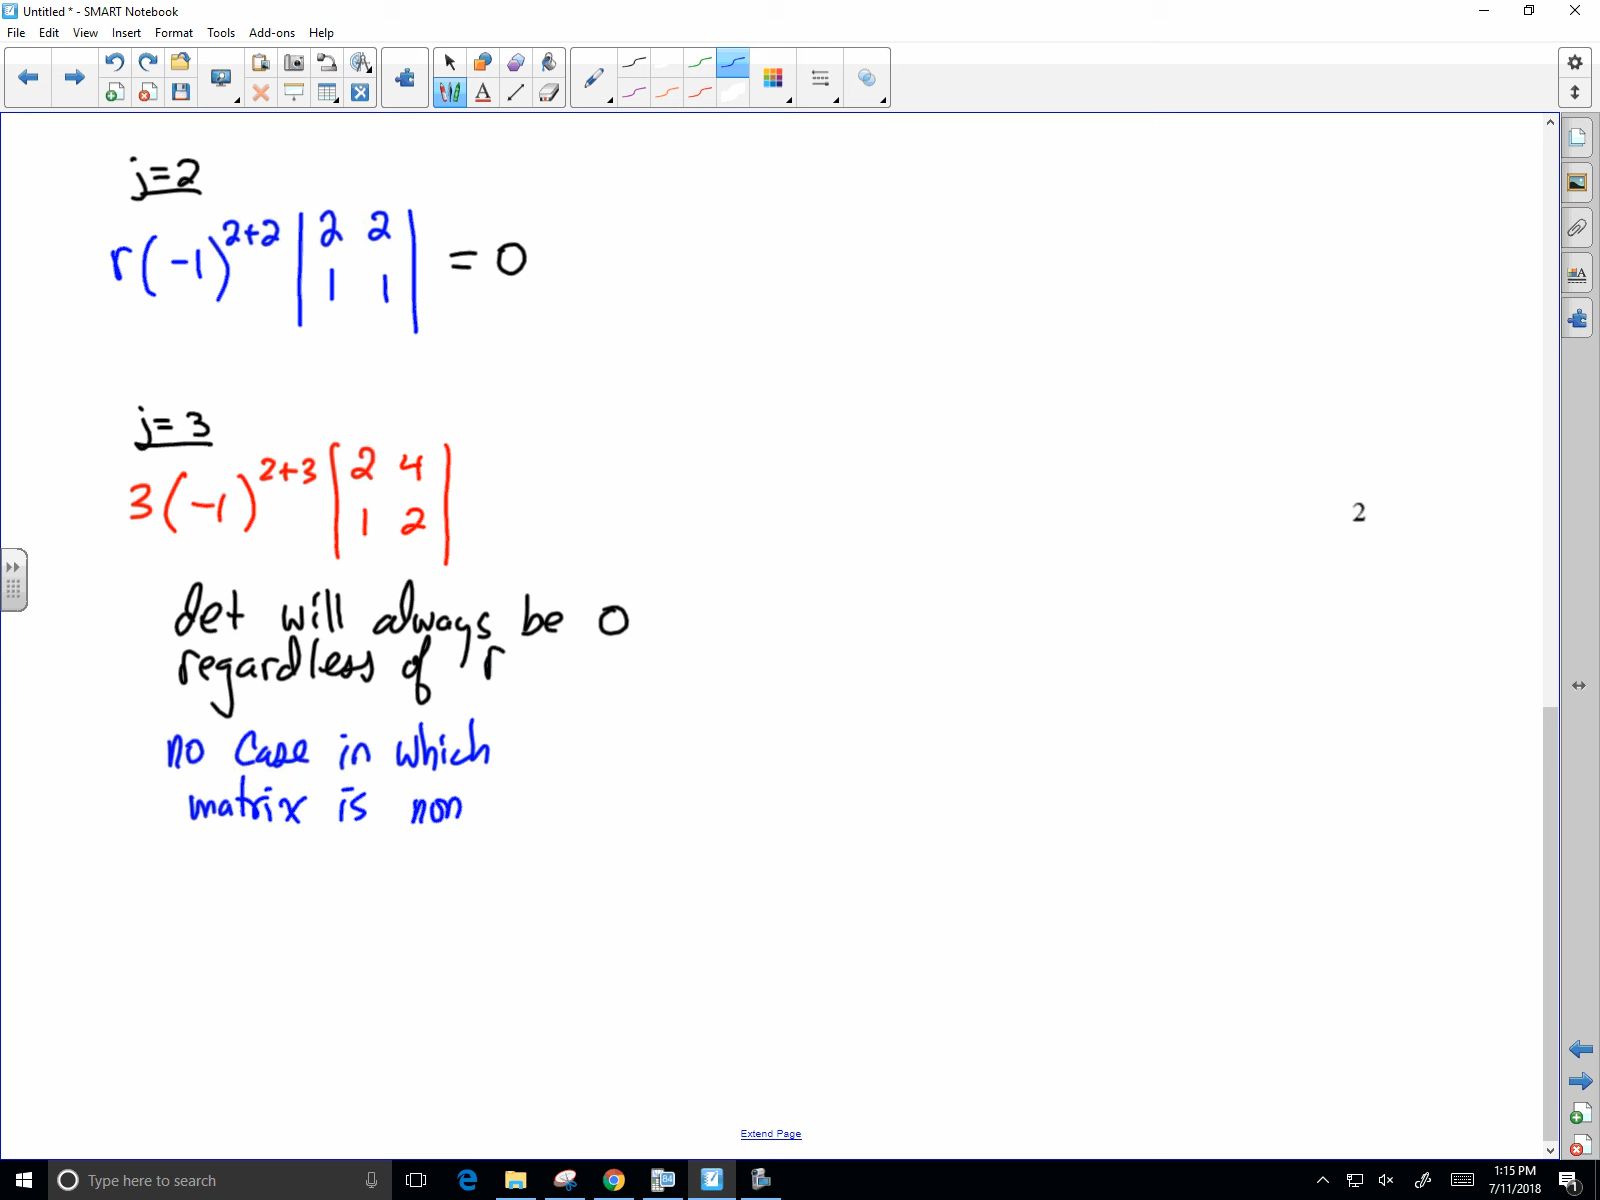 Untitled * - SMART Notebook
File Edit View Insert Format Tools Add-ons Help
j=2
r(-1)^2+2 | 2 2 | = 0
| 1 1 |
j=3
3(-1)^2+3 | 2 4 |
| 1 2 |
2
det will always be 0
regardless of r
no case in which
matrix is non
Extend Page
Type here to search
84
1:15 PM
7/11/2018
1